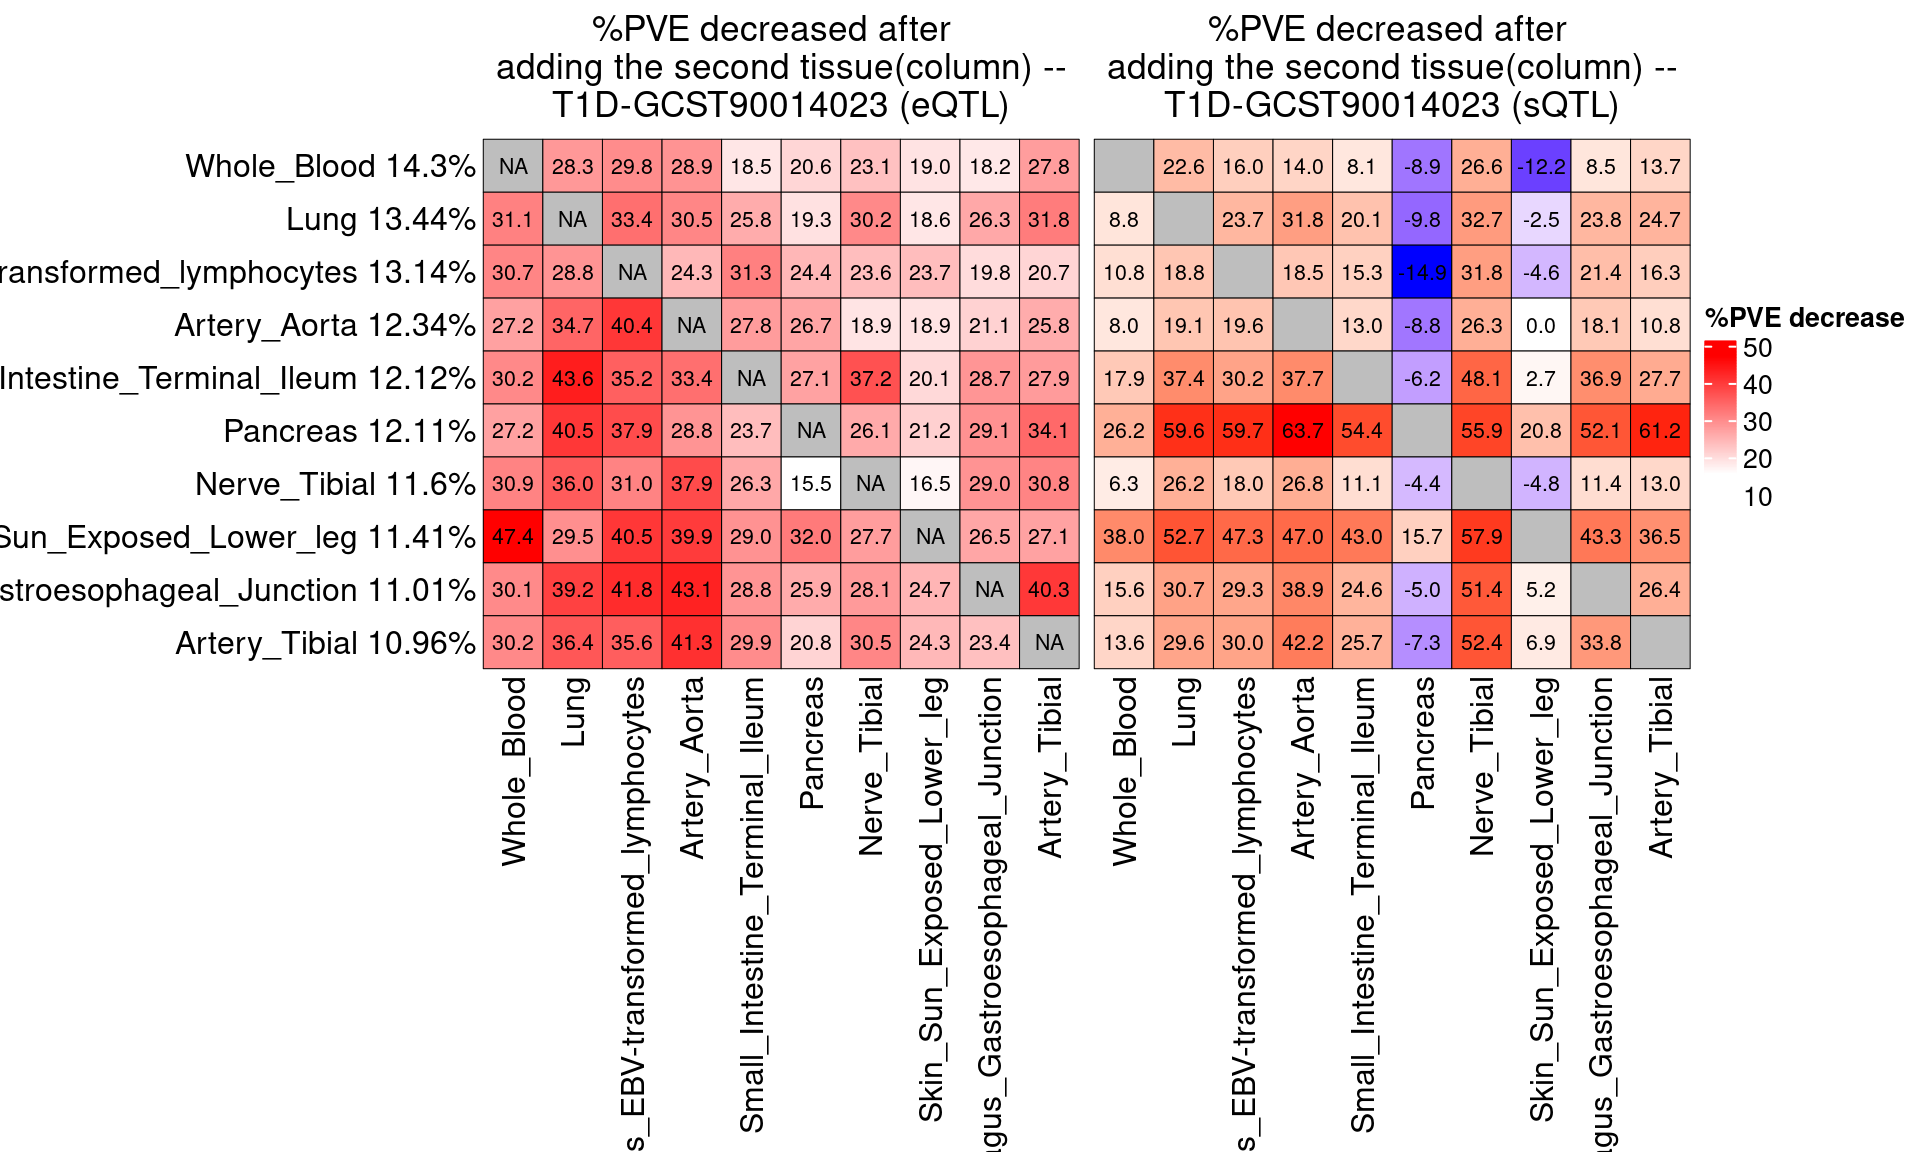 %PVE decreased after
adding the second tissue(column) --
T1D-GCST90014023 (eQTL)
%PVE decreased after
adding the second tissue(column) --
T1D-GCST90014023 (sQTL)
Whole_Blood 14.3% NA 28.3 29.8 28.9 18.5 20.6 23.1 19.0 18.2 27.8 22.6 16.0 14.0 8.1 -8.9 26.6 -12.2 8.5 13.7
Lung 13.44% 31.1 NA 33.4 30.5 25.8 19.3 30.2 18.6 26.3 31.8 8.8 23.7 31.8 20.1 -9.8 32.7 -2.5 23.8 24.7
ransformed_lymphocytes 13.14% 30.7 28.8 NA 24.3 31.3 24.4 23.6 23.7 19.8 20.7 10.8 18.8 18.5 15.3 -14.9 31.8 -4.6 21.4 16.3
Artery_Aorta 12.34% 27.2 34.7 40.4 NA 27.8 26.7 18.9 18.9 21.1 25.8 8.0 19.1 19.6 13.0 -8.8 26.3 0.0 18.1 10.8
Intestine_Terminal_Ileum 12.12% 30.2 43.6 35.2 33.4 NA 27.1 37.2 20.1 28.7 27.9 17.9 37.4 30.2 37.7 -6.2 48.1 2.7 36.9 27.7
Pancreas 12.11% 27.2 40.5 37.9 28.8 23.7 NA 26.1 21.2 29.1 34.1 26.2 59.6 59.7 63.7 54.4 55.9 20.8 52.1 61.2
Nerve_Tibial 11.6% 30.9 36.0 31.0 37.9 26.3 15.5 NA 16.5 29.0 30.8 6.3 26.2 18.0 26.8 11.1 -4.4 -4.8 11.4 13.0
Sun_Exposed_Lower_leg 11.41% 47.4 29.5 40.5 39.9 29.0 32.0 27.7 NA 26.5 27.1 38.0 52.7 47.3 47.0 43.0 15.7 57.9 43.3 36.5
stroesophageal_Junction 11.01% 30.1 39.2 41.8 43.1 28.8 25.9 28.1 24.7 NA 40.3 15.6 30.7 29.3 38.9 24.6 -5.0 51.4 5.2 26.4
Artery_Tibial 10.96% 30.2 36.4 35.6 41.3 29.9 20.8 30.5 24.3 23.4 NA 13.6 29.6 30.0 42.2 25.7 -7.3 52.4 6.9 33.8
Whole_Blood
Lung
s_EBV-transformed_lymphocytes
Artery_Aorta
Small_Intestine_Terminal_Ileum
Pancreas
Nerve_Tibial
Skin_Sun_Exposed_Lower_leg
agus_Gastroesophageal_Junction
Artery_Tibial
Whole_Blood
Lung
s_EBV-transformed_lymphocytes
Artery_Aorta
Small_Intestine_Terminal_Ileum
Pancreas
Nerve_Tibial
Skin_Sun_Exposed_Lower_leg
agus_Gastroesophageal_Junction
Artery_Tibial
%PVE decrease
50
40
30
20
10